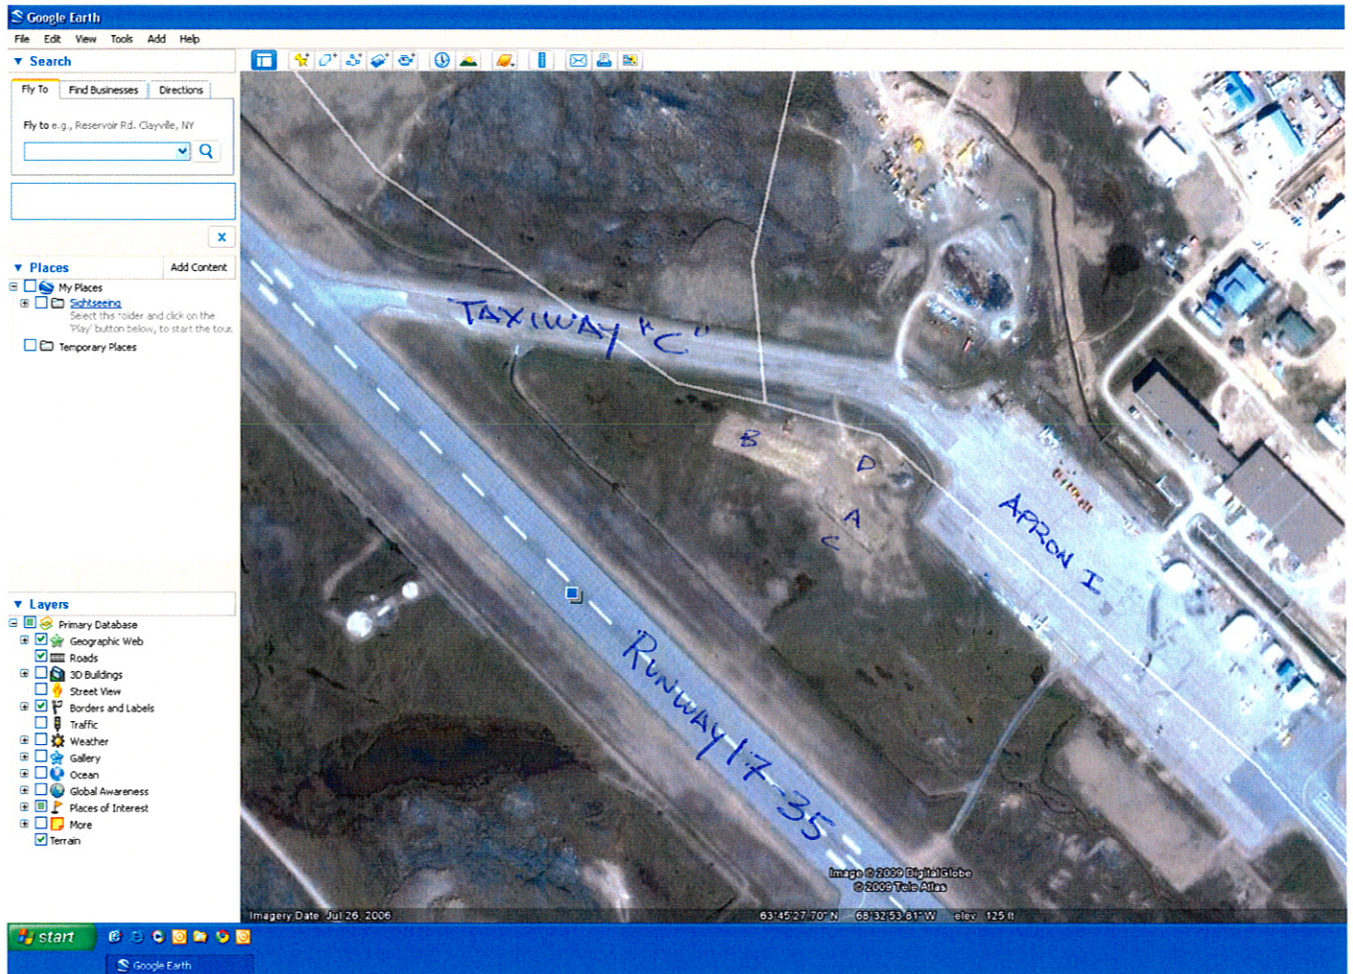 Google Earth
File Edit View Tools Add Help
Search
Fly To Find Businesses Directions
Fly to e.g., Reservoir Rd. Clayville, NY
Places Add Content
My Places
Sightseeing
Select this folder and click on the
'Play' button below, to start the tour.
Temporary Places
Layers
Primary Database
Geographic Web
Roads
3D Buildings
Street View
Borders and Labels
Traffic
Weather
Gallery
Ocean
Global Awareness
Places of Interest
More
Terrain
TAXIWAY "C"
B
D
A
C
APRON I
RUNWAY 17-35
Image © 2009 DigitalGlobe
© 2009 Tele Atlas
Imagery Date Jul 26, 2006
63°45'27.70" N 68°32'53.61" W elev 125 ft
start
Google Earth